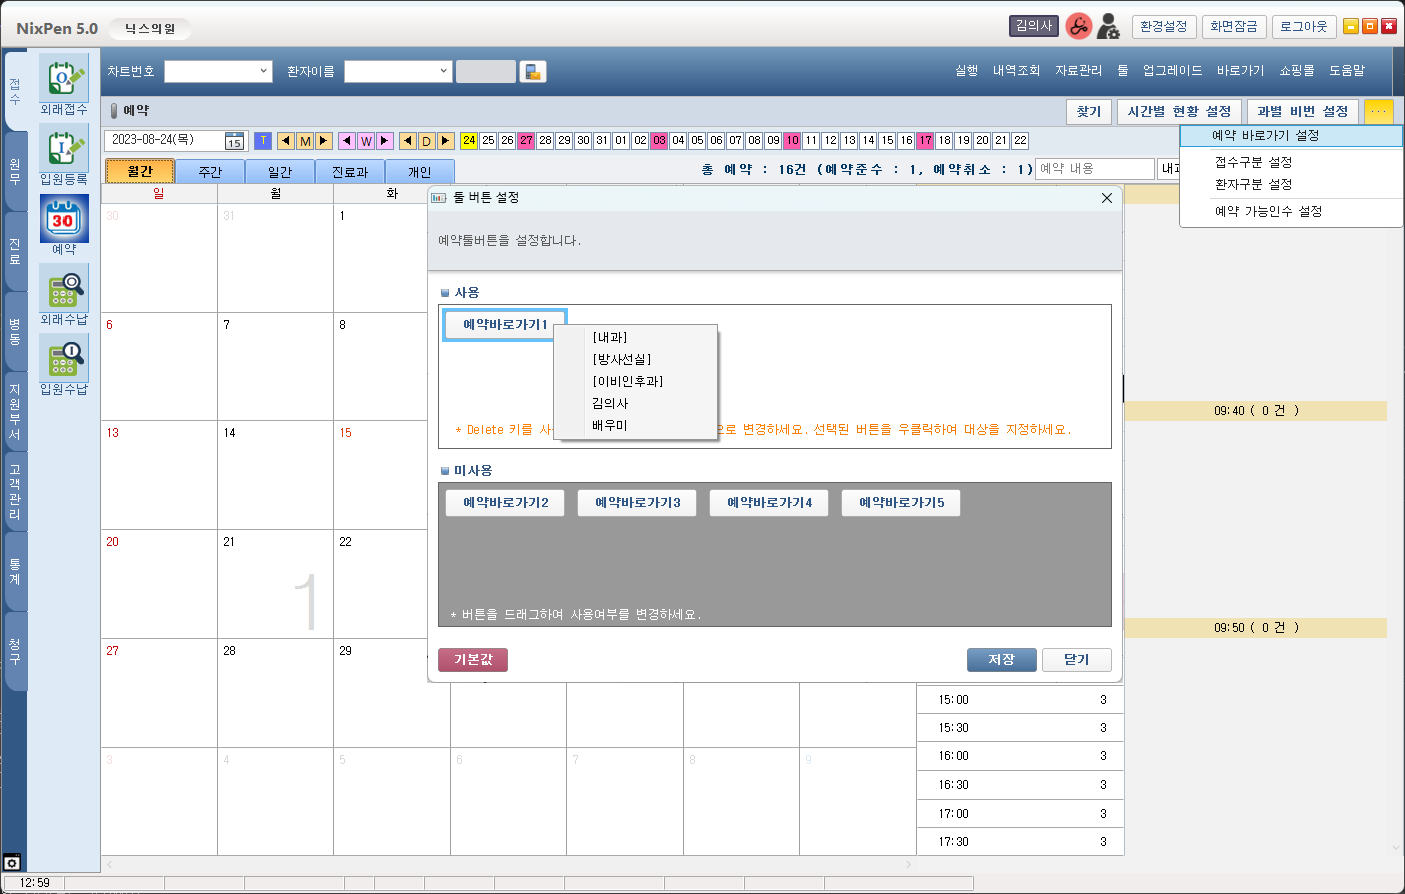 NixPen 5.0 닉스의원 김의사 환경설정 화면잠금 로그아웃
차트번호 환자이름 실행 내역조회 자료관리 툴 업그레이드 바로가기 쇼핑몰 도움말
접수
원무
진료
병동
지원부서
고객관리
통계
청구
외래접수
입원등록
30
예약
외래수납
입원수납
예약 찾기 시간별 현황 설정 과별 비번 설정 ...
예약 바로가기 설정
접수구분 설정
환자구분 설정
예약 가능인수 설정
2023-08-24(목) 15 T M W D 24 25 26 27 28 29 30 31 01 02 03 04 05 06 07 08 09 10 11 12 13 14 15 16 17 18 19 20 21 22
월간 주간 일간 진료과 개인 총 예약 : 16건 (예약준수 : 1, 예약취소 : 1) 예약 내용 내과
일 월 화
30 31 1
6 7 8
13 14 15
20 21 22
1
27 28 29
3 4 5 6 7 8 9
툴 버튼 설정
예약툴버튼을 설정합니다.
사용
예약바로가기1
[내과]
[방사선실]
[이비인후과]
김의사
배우미
* Delete 키를 사 으로 변경하세요. 선택된 버튼을 우클릭하여 대상을 지정하세요.
미사용
예약바로가기2 예약바로가기3 예약바로가기4 예약바로가기5
* 버튼을 드래그하여 사용여부를 변경하세요.
기본값 저장 닫기
09:40 ( 0 건 )
09:50 ( 0 건 )
15:00 3
15:30 3
16:00 3
16:30 3
17:00 3
17:30 3
12:59